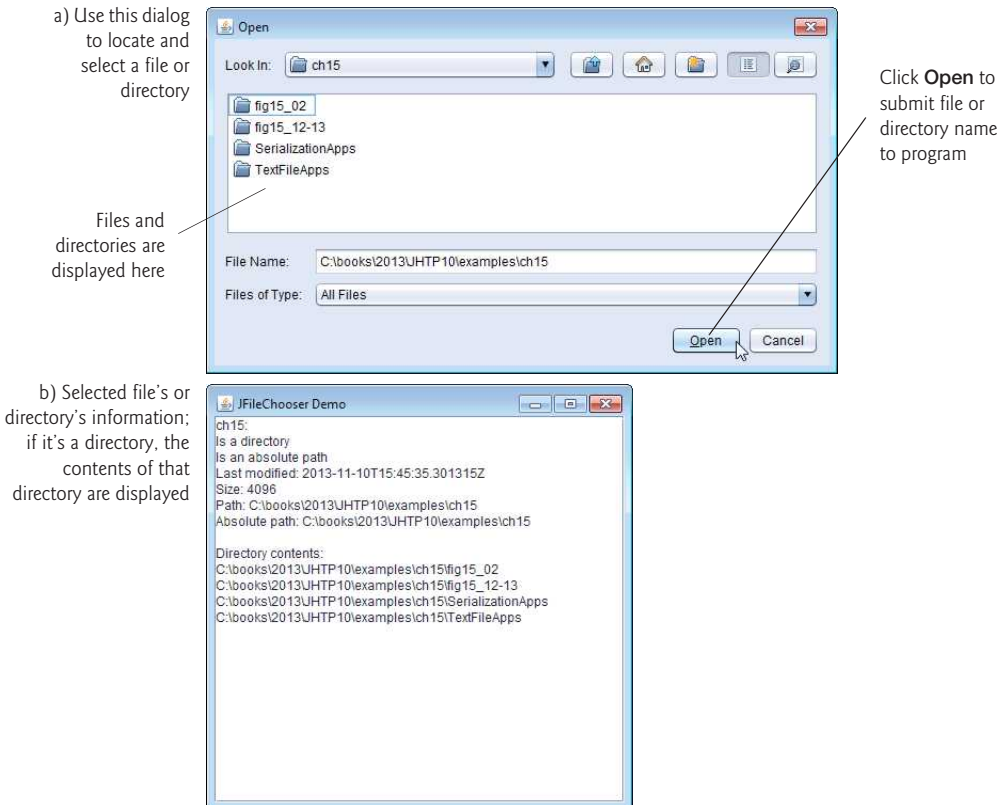 a) Use this dialog
to locate and
select a file or
directory
Open
Look In: ch15
fig15_02
fig15_12-13
SerializationApps
TextFileApps
Files and
directories are
displayed here
File Name: C:\books\2013\JHTP10\examples\ch15
Files of Type: All Files
Open Cancel
Click Open to
submit file or
directory name
to program
b) Selected file's or
directory's information;
if it's a directory, the
contents of that
directory are displayed
JFileChooser Demo
ch15:
Is a directory
Is an absolute path
Last modified: 2013-11-10T15:45:35.301315Z
Size: 4096
Path: C:\books\2013\JHTP10\examples\ch15
Absolute path: C:\books\2013\JHTP10\examples\ch15
Directory contents:
C:\books\2013\JHTP10\examples\ch15\fig15_02
C:\books\2013\JHTP10\examples\ch15\fig15_12-13
C:\books\2013\JHTP10\examples\ch15\SerializationApps
C:\books\2013\JHTP10\examples\ch15\TextFileApps